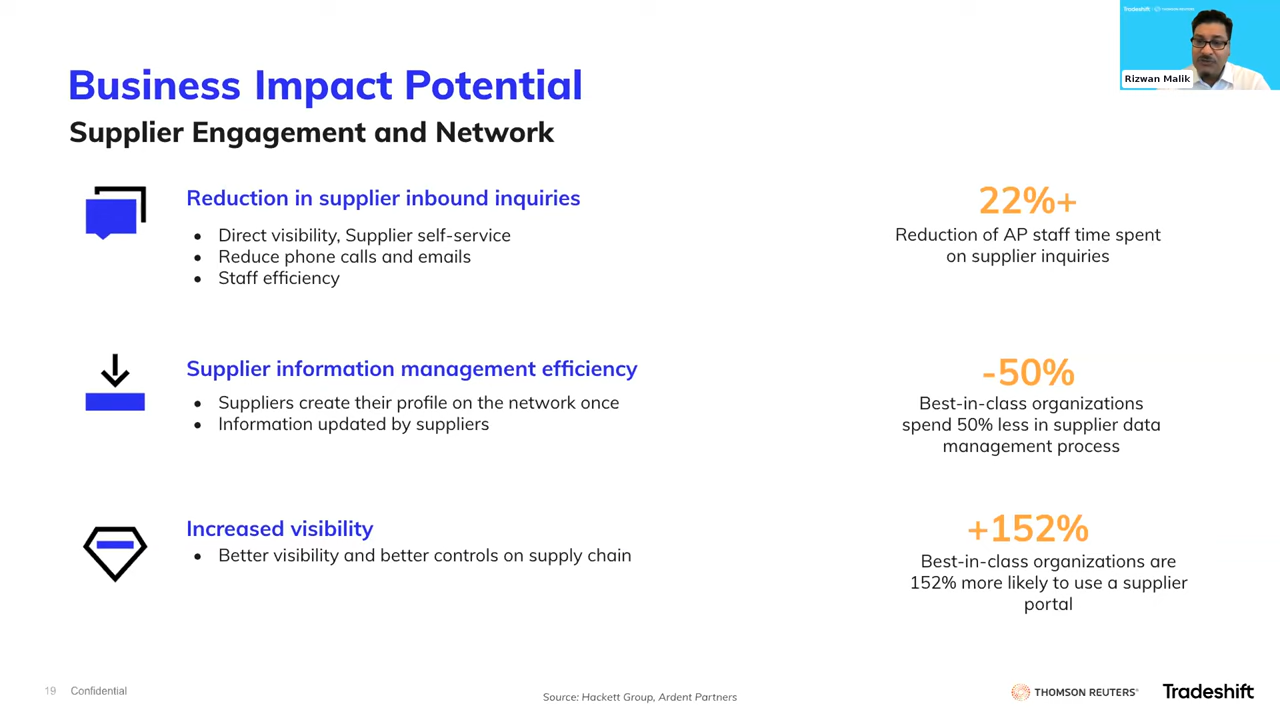 Tradeshift
THOMSON REUTERS
Rizwan Malik
Business Impact Potential
Supplier Engagement and Network
Reduction in supplier inbound inquiries
• Direct visibility, Supplier self-service
• Reduce phone calls and emails
• Staff efficiency
22%+
Reduction of AP staff time spent
on supplier inquiries
Supplier information management efficiency
• Suppliers create their profile on the network once
• Information updated by suppliers
-50%
Best-in-class organizations
spend 50% less in supplier data
management process
Increased visibility
• Better visibility and better controls on supply chain
+152%
Best-in-class organizations are
152% more likely to use a supplier
portal
19 Confidential
Source: Hackett Group, Ardent Partners
THOMSON REUTERS®
Tradeshift